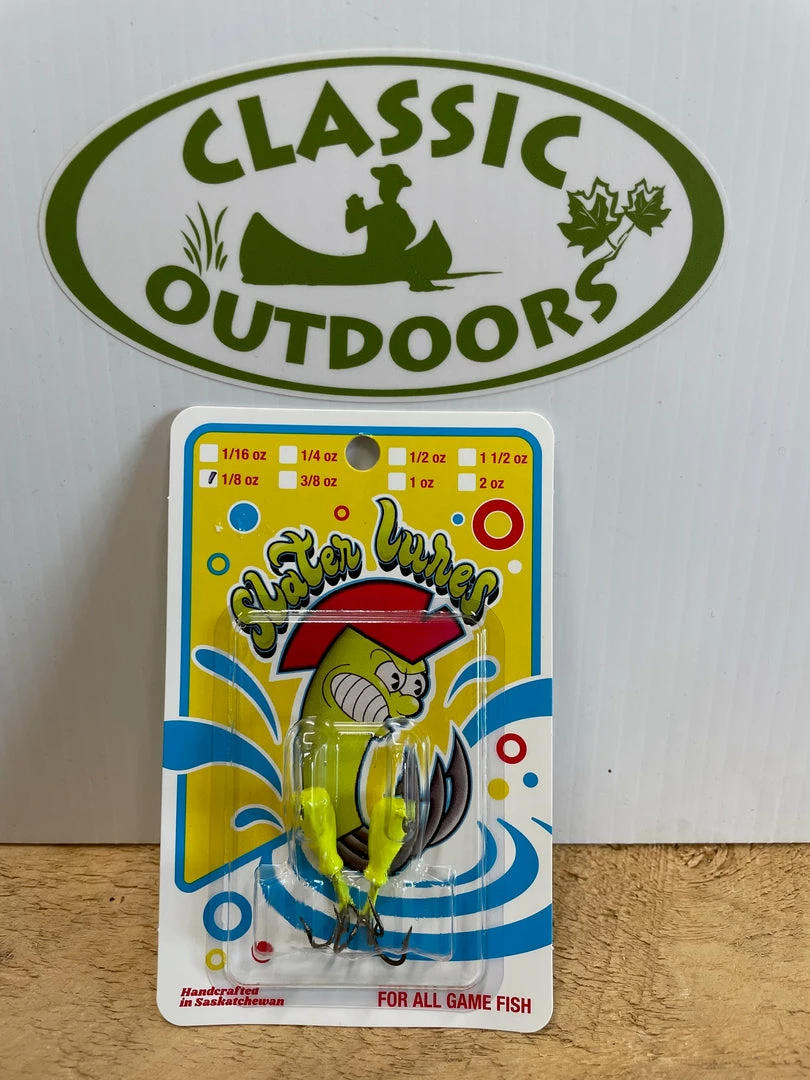 CLASSIC
OUTDOORS
1/16 oz 1/4 oz 1/2 oz 1 1/2 oz
1/8 oz 3/8 oz 1 oz 2 oz
Slater Lures
Handcrafted
in Saskatchewan
FOR ALL GAME FISH